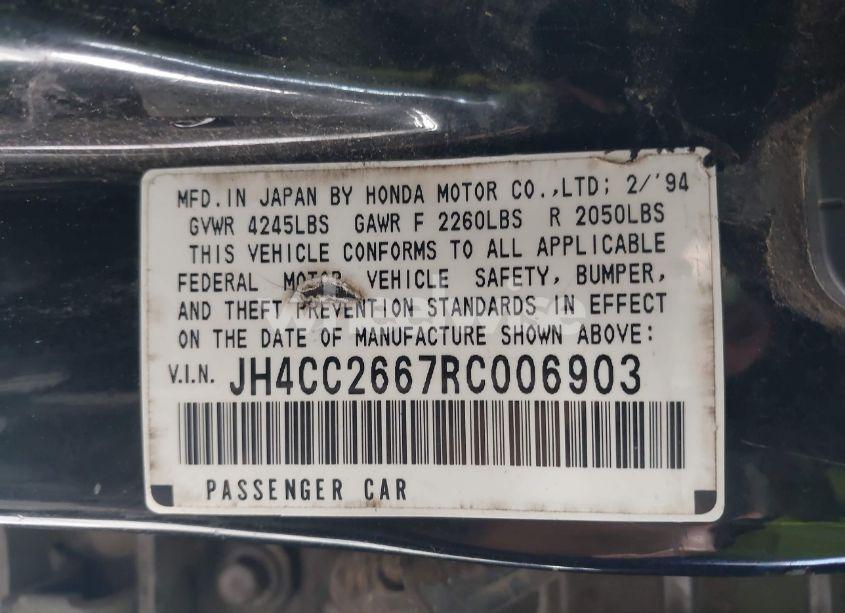 MFD.IN JAPAN BY HONDA MOTOR CO.,LTD; 2/'94
GVWR 4245LBS GAWR F 2260LBS R 2050LBS
THIS VEHICLE CONFORMS TO ALL APPLICABLE
FEDERAL MOTOR VEHICLE SAFETY, BUMPER,
AND THEFT PREVENTION STANDARDS IN EFFECT
ON THE DATE OF MANUFACTURE SHOWN ABOVE:
V.I.N. JH4CC2667RC006903
PASSENGER CAR